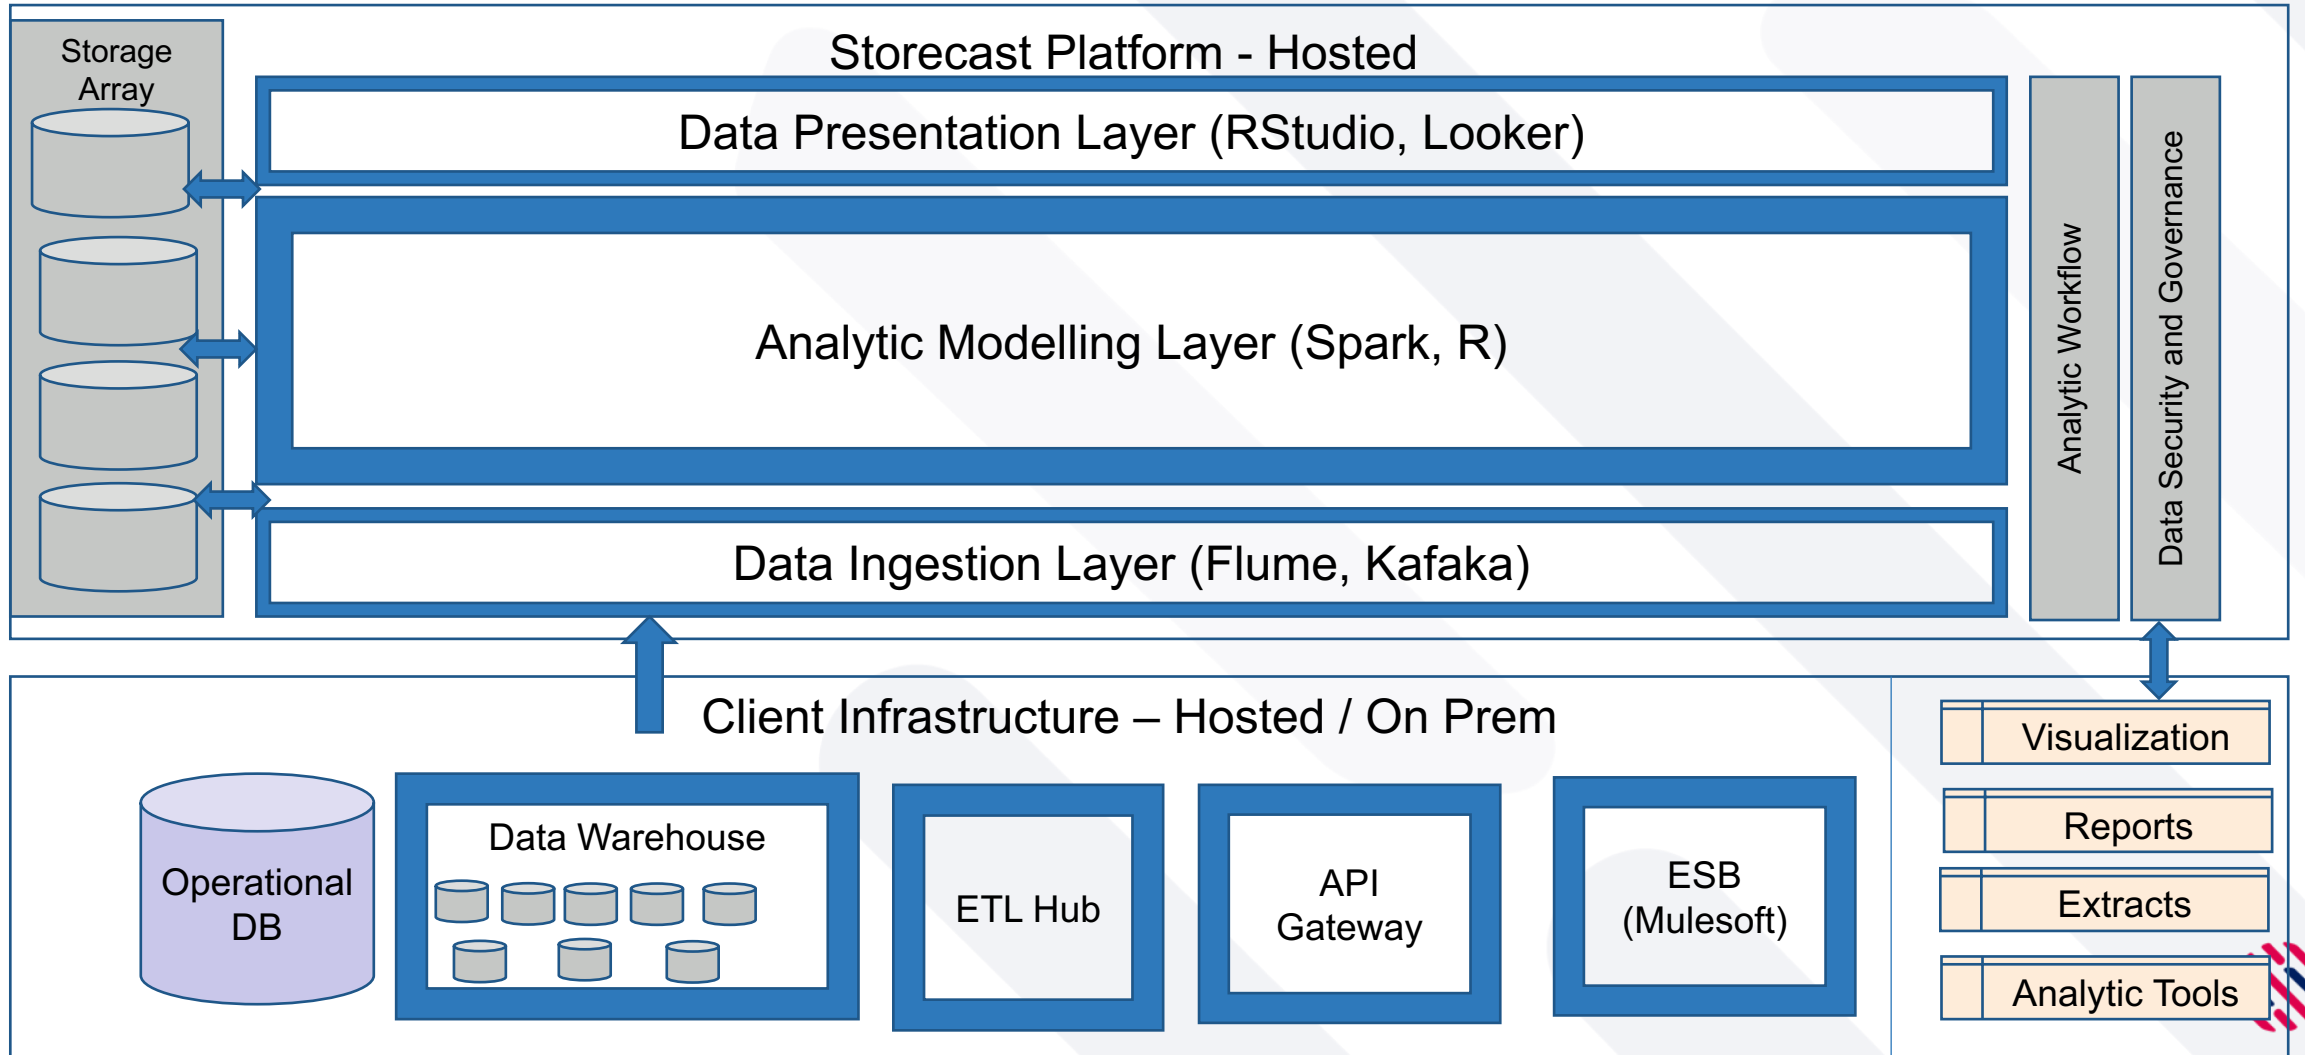 Storage
Array
Storecast Platform - Hosted
Data Presentation Layer (RStudio, Looker)
Analytic Modelling Layer (Spark, R)
Data Ingestion Layer (Flume, Kafaka)
Analytic Workflow
Data Security and Governance
Client Infrastructure – Hosted / On Prem
Operational
DB
Data Warehouse
ETL Hub
API
Gateway
ESB
(Mulesoft)
Visualization
Reports
Extracts
Analytic Tools